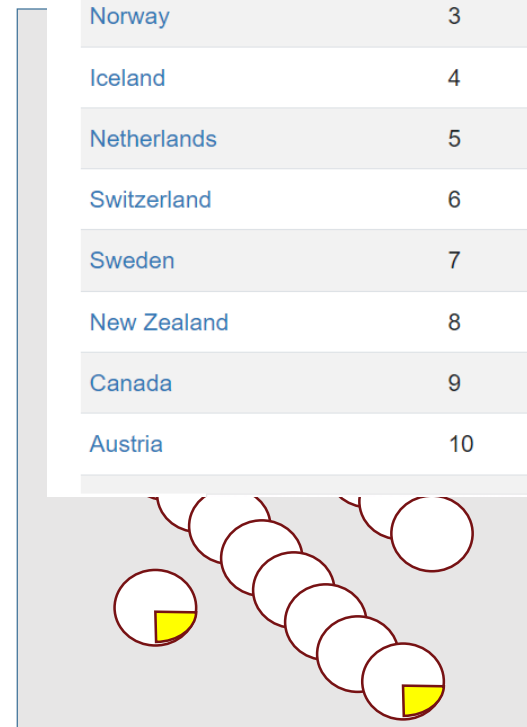 Norway 3
Iceland 4
Netherlands 5
Switzerland 6
Sweden 7
New Zealand 8
Canada 9
Austria 10